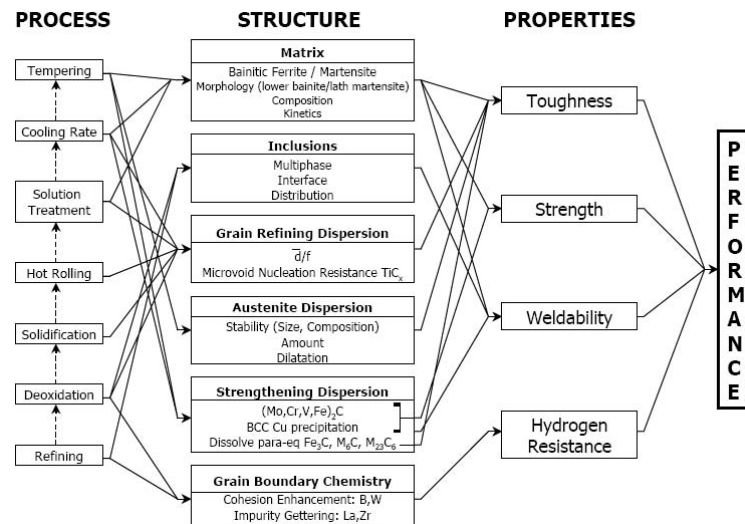 PROCESS
STRUCTURE
PROPERTIES
Tempering
Cooling Rate
Solution
Treatment
Hot Rolling
Solidification
Deoxidation
Refining
Matrix
Bainitic Ferrite / Martensite
Morphology (lower bainite/lath martensite)
Composition
Kinetics
Inclusions
Multiphase
Interface
Distribution
Grain Refining Dispersion
d̅/f
Microvoid Nucleation Resistance TiCₓ
Austenite Dispersion
Stability (Size, Composition)
Amount
Dilatation
Strengthening Dispersion
(Mo,Cr,V,Fe)₂C
BCC Cu precipitation
Dissolve para-eq Fe₃C, M₆C, M₂₃C₆
Grain Boundary Chemistry
Cohesion Enhancement: B,W
Impurity Gettering: La,Zr
Toughness
Strength
Weldability
Hydrogen
Resistance
PERFORMANCE